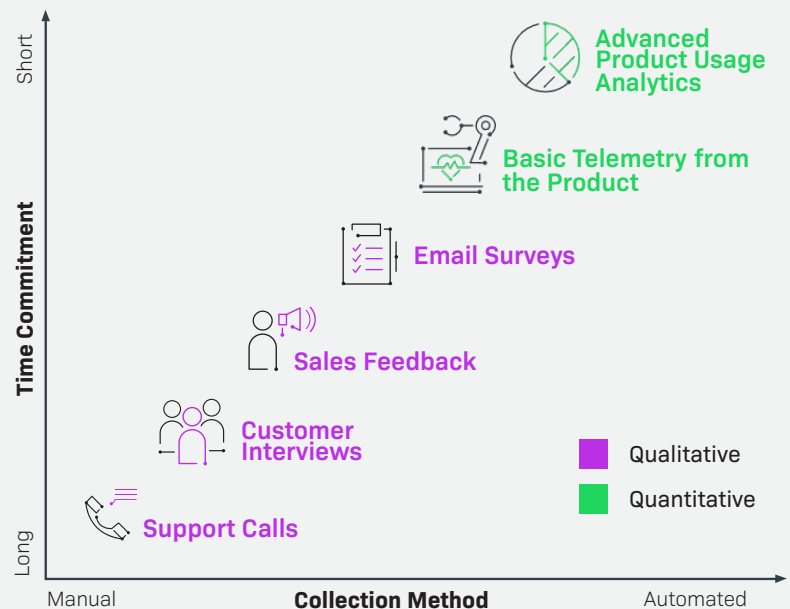 Short
Advanced
Product Usage
Analytics
Basic Telemetry from
the Product
Email Surveys
Time Commitment
Sales Feedback
Customer
Interviews
Qualitative
Quantitative
Support Calls
Long
Manual
Collection Method
Automated